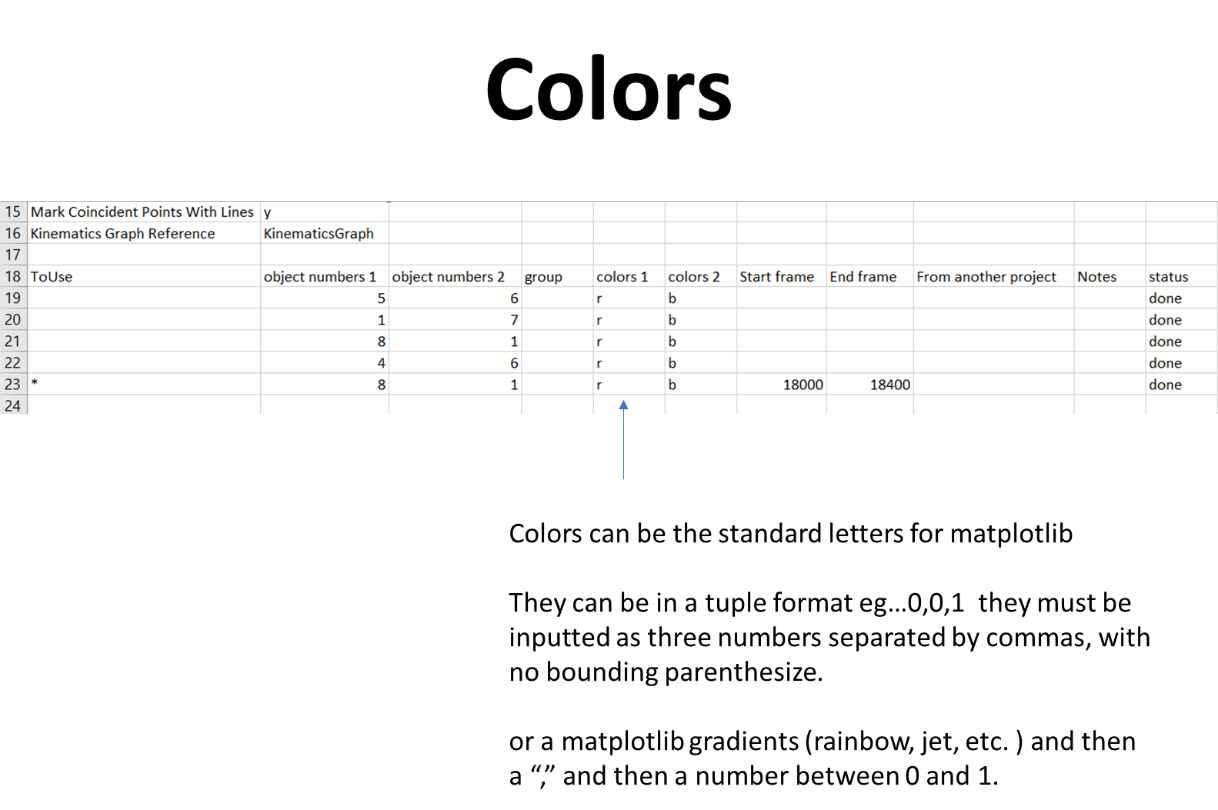 Colors
15 Mark Coincident Points With Lines y
16 Kinematics Graph Reference KinematicsGraph
17
18 ToUse object numbers 1 object numbers 2 group colors 1 colors 2 Start frame End frame From another project Notes status
19 5 6 r b done
20 1 7 r b done
21 8 1 r b done
22 4 6 r b done
23 * 8 1 r b 18000 18400 done
24
Colors can be the standard letters for matplotlib
They can be in a tuple format eg…0,0,1 they must be
inputted as three numbers separated by commas, with
no bounding parenthesize.
or a matplotlib gradients (rainbow, jet, etc. ) and then
a “,” and then a number between 0 and 1.